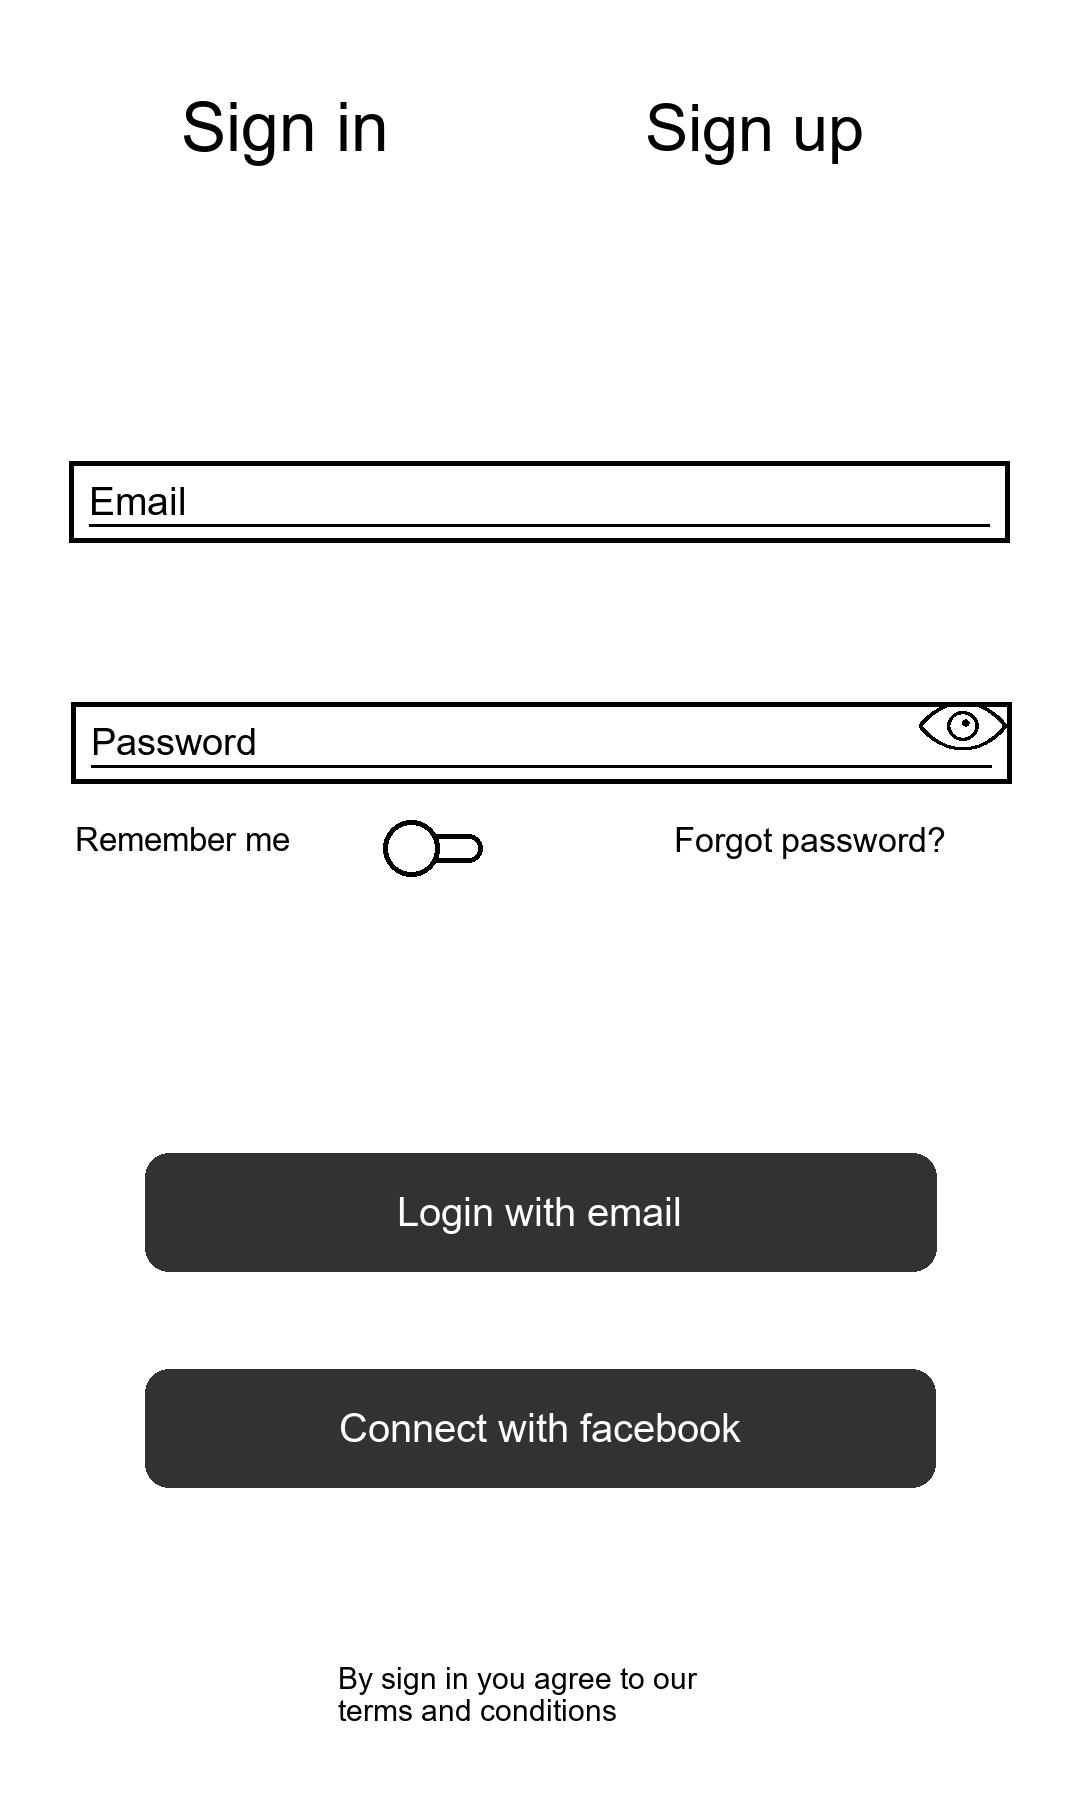 Sign in Sign up
Email
Password
Remember me Forgot password?
Login with email
Connect with facebook
By sign in you agree to our
terms and conditions